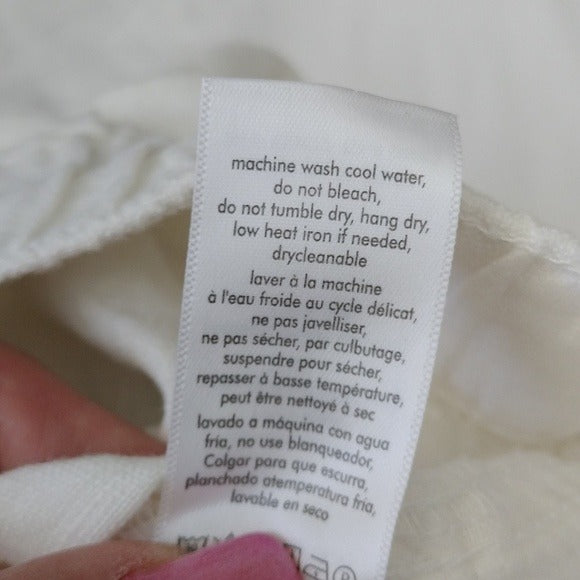 machine wash cool water,
do not bleach,
do not tumble dry, hang dry,
low heat iron if needed,
drycleanable
laver à la machine
à l'eau froide au cycle délicat,
ne pas javelliser,
ne pas sécher, par culbutage,
suspendre pour sécher,
repasser à basse température,
peut être nettoyé à sec
lavado a máquina con agua
fria, no use blanqueador,
Colgar para que escurra,
planchado atemperatura fria,
lavable en seco